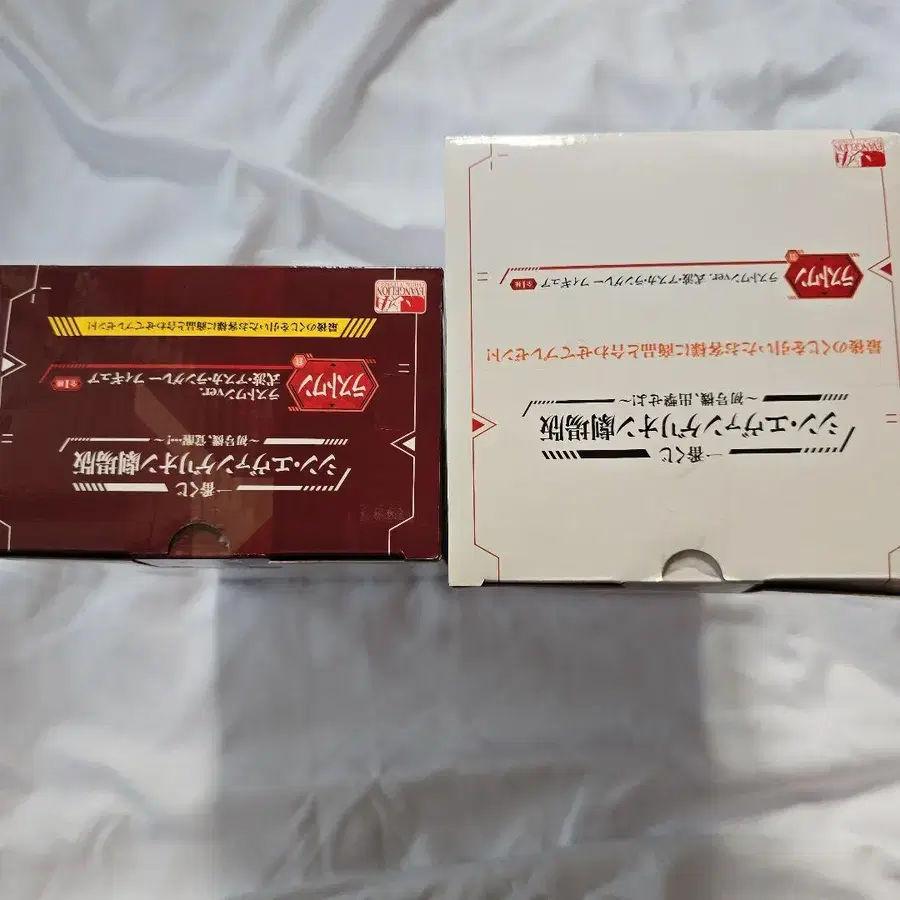 一番くじ
シン・エヴァンゲリオン劇場版
～初号機、覚醒…!～
ラストワン
賞
ラストワンver.
式波・アスカ・ラングレー フィギュア
全1種
最後のくじを引いたお客様に商品と合わせてプレゼント!
EVANGELION
一番くじ
シン・エヴァンゲリオン劇場版
～初号機、出撃せよ!～
最後のくじを引いたお客様に商品と合わせてプレゼント!
ラストワン
賞
ラストワンver. 式波・アスカ・ラングレー フィギュア
全1種
EVANGELION